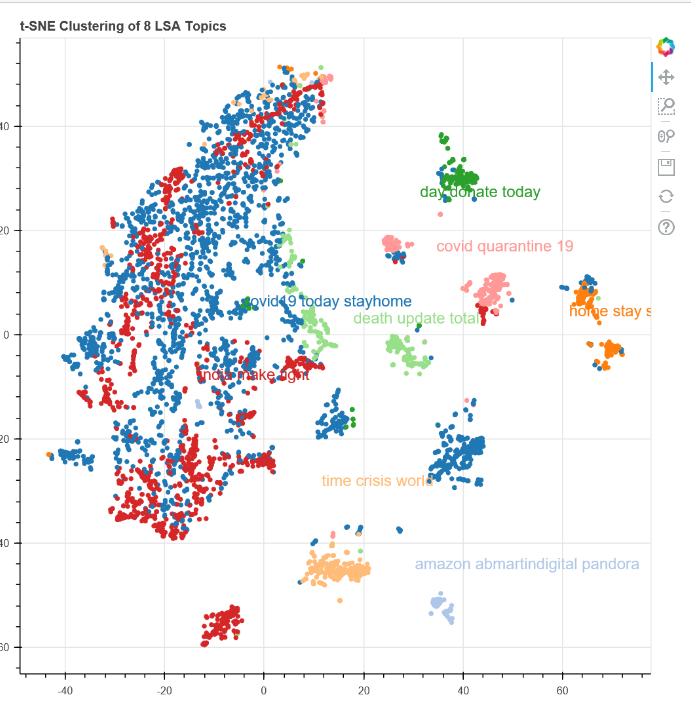 t-SNE Clustering of 8 LSA Topics
40
day donate today
20
covid quarantine 19
covid19 today stayhome
home stay s
death update total
0
india make fight
20
time crisis world
40
amazon abmartindigital pandora
60
-40 -20 0 20 40 60